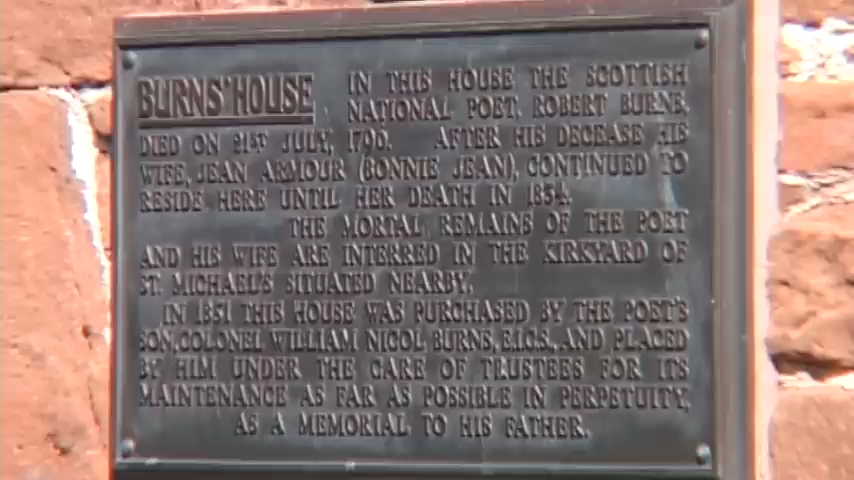 BURNS' HOUSE IN THIS HOUSE THE SCOTTISH
NATIONAL POET, ROBERT BURNS,
DIED ON 21ST JULY, 1796. AFTER HIS DECEASE HIS
WIFE, JEAN ARMOUR (BONNIE JEAN), CONTINUED TO
RESIDE HERE UNTIL HER DEATH IN 1834.
THE MORTAL REMAINS OF THE POET
AND HIS WIFE ARE INTERRED IN THE KIRKYARD OF
ST. MICHAEL'S SITUATED NEARBY.
IN 1851 THIS HOUSE WAS PURCHASED BY THE POET'S
SON, COLONEL WILLIAM NICOL BURNS, E.I.C.S., AND PLACED
BY HIM UNDER THE CARE OF TRUSTEES FOR ITS
MAINTENANCE AS FAR AS POSSIBLE IN PERPETUITY,
AS A MEMORIAL TO HIS FATHER.